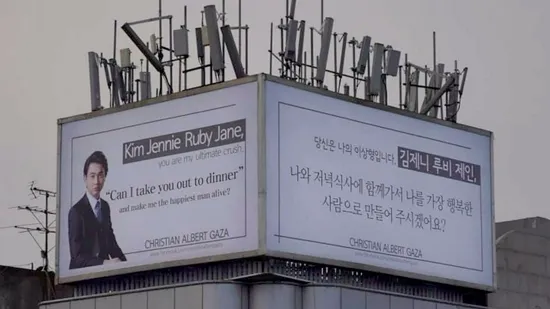 Kim Jennie Ruby Jane,
you are my ultimate crush.
“Can I take you out to dinner”
and make me the happiest man alive?
CHRISTIAN ALBERT GAZA
당신은 나의 이상형입니다. 김제니 루비 제인,
나와 저녁식사에 함께가서 나를 가장 행복한
사람으로 만들어 주시겠어요?
CHRISTIAN ALBERT GAZA